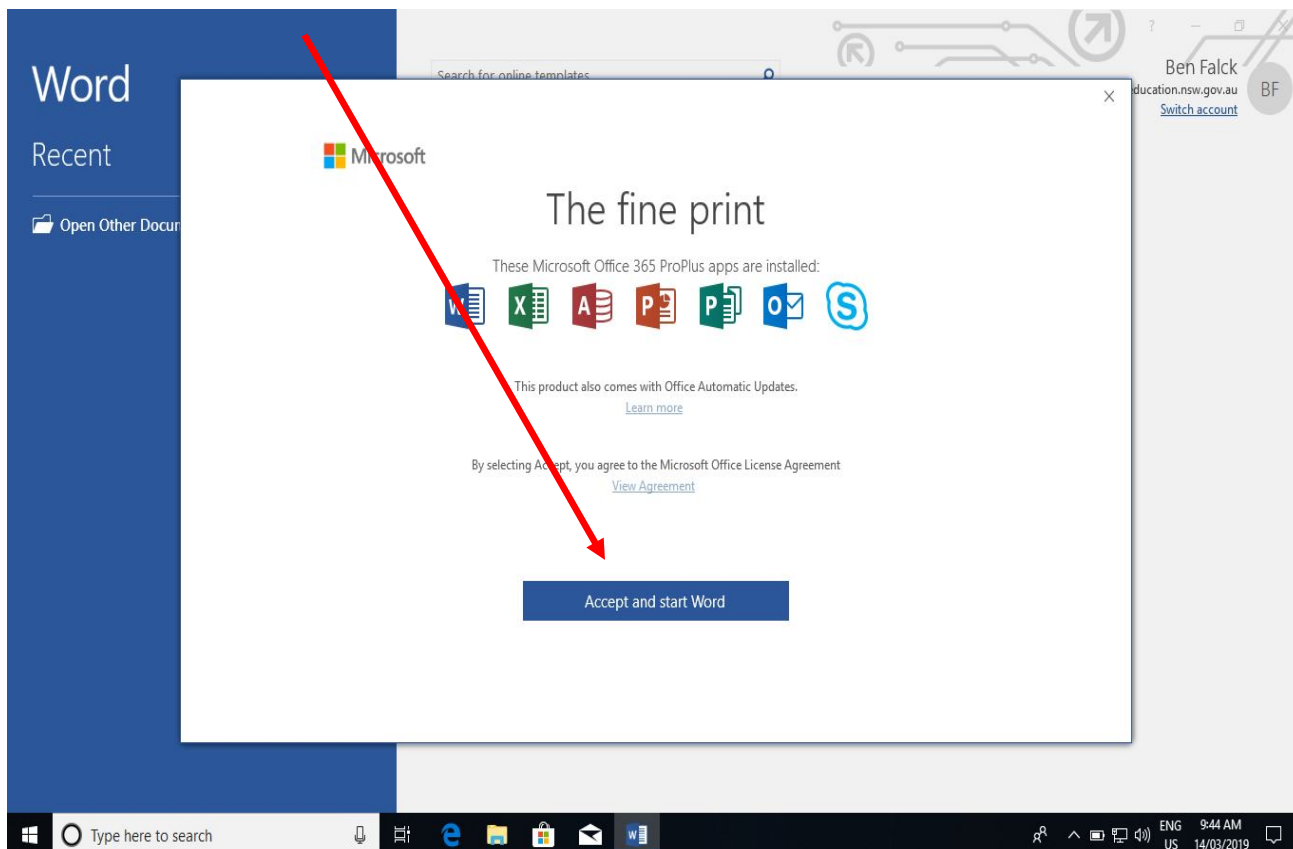 ?
Search for online templates
Ben Falck
ducation.nsw.gov.au
BF
Switch account
Word
Recent
Open Other Docu
Microsoft
The fine print
These Microsoft Office 365 ProPlus apps are installed:
W X A P P O S
This product also comes with Office Automatic Updates.
Learn more
By selecting Accept, you agree to the Microsoft Office License Agreement
View Agreement
Accept and start Word
Type here to search
W
ENG 9:44 AM
US 14/03/2019